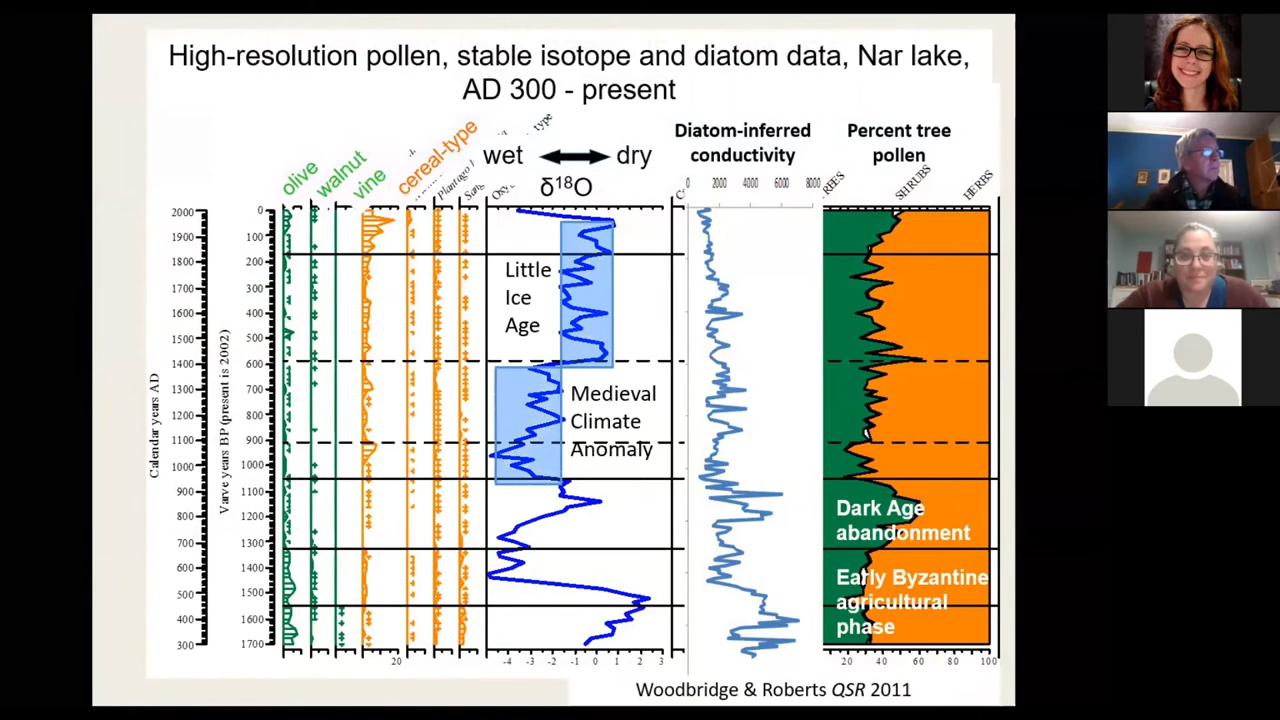 High-resolution pollen, stable isotope and diatom data, Nar lake,
AD 300 - present
olive
walnut
vine
cereal-type
type
wet
dry
δ18O
Diatom-inferred
conductivity
Percent tree
pollen
SHRUBS
HERBS
0 2000 4000 6000 8000
Calendar years AD
2000
1900
1800
1700
1600
1500
1400
1300
1200
1100
1000
900
800
700
600
500
400
300
Varve years BP (present is 2002)
0
100
200
300
400
500
600
700
800
900
1000
1100
1200
1300
1400
1500
1600
1700
Little
Ice
Age
Medieval
Climate
Anomaly
Dark Age
abandonment
Early Byzantine
agricultural
phase
20
-4 -3 -2 -1 0 1 2 3
20 40 60 80 100
Woodbridge & Roberts QSR 2011